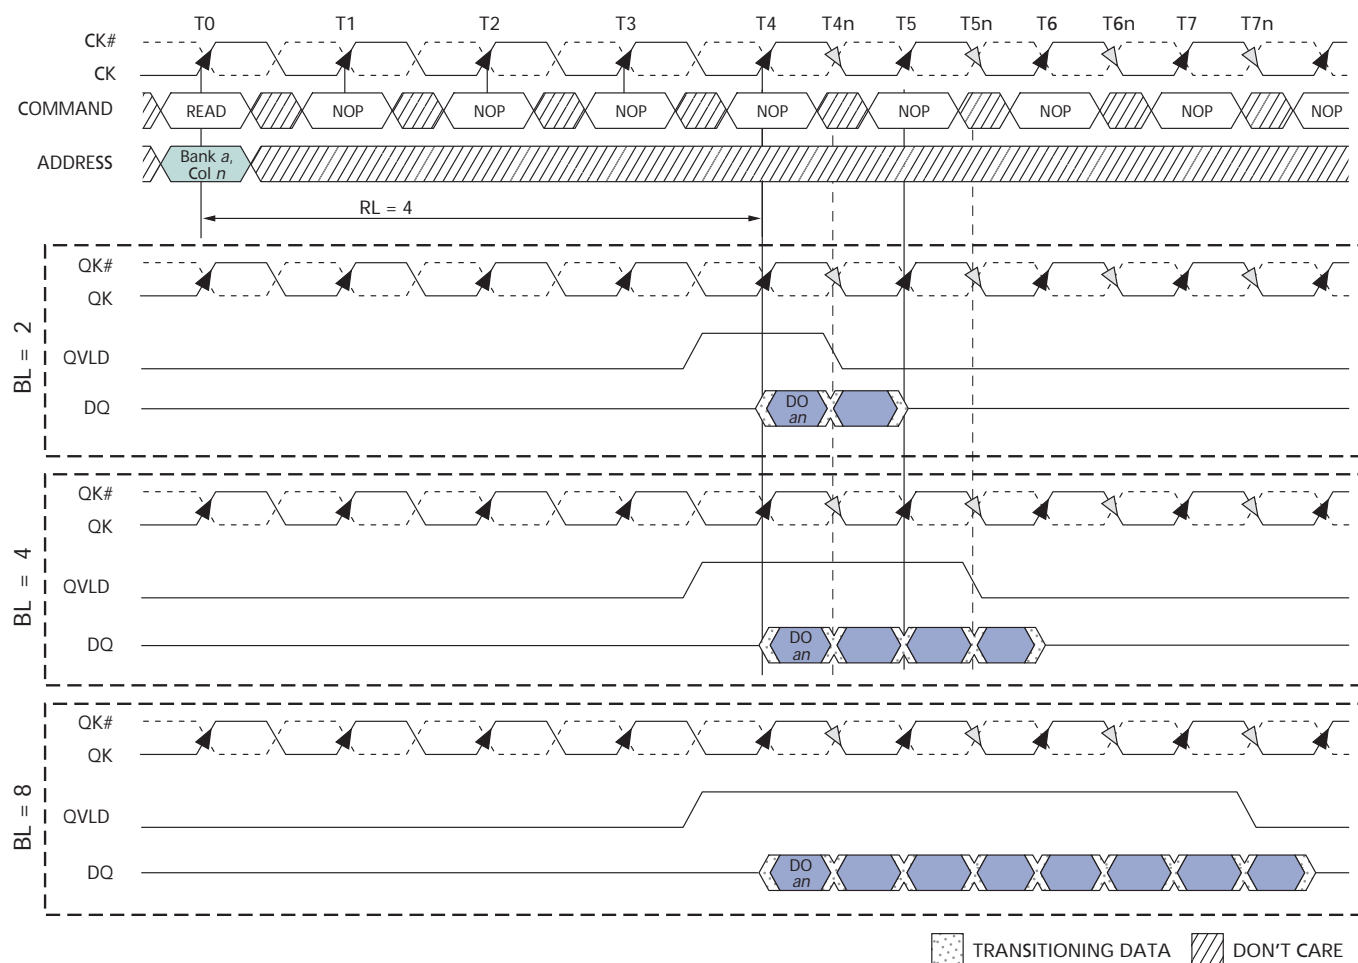 T0 T1 T2 T3 T4 T4n T5 T5n T6 T6n T7 T7n
CK#
CK
COMMAND READ NOP NOP NOP NOP NOP NOP NOP NOP
ADDRESS Bank a,
Col n
RL = 4
BL = 2
QK#
QK
QVLD
DQ DO
an
BL = 4
QK#
QK
QVLD
DQ DO
an
BL = 8
QK#
QK
QVLD
DQ DO
an
TRANSITIONING DATA DON'T CARE